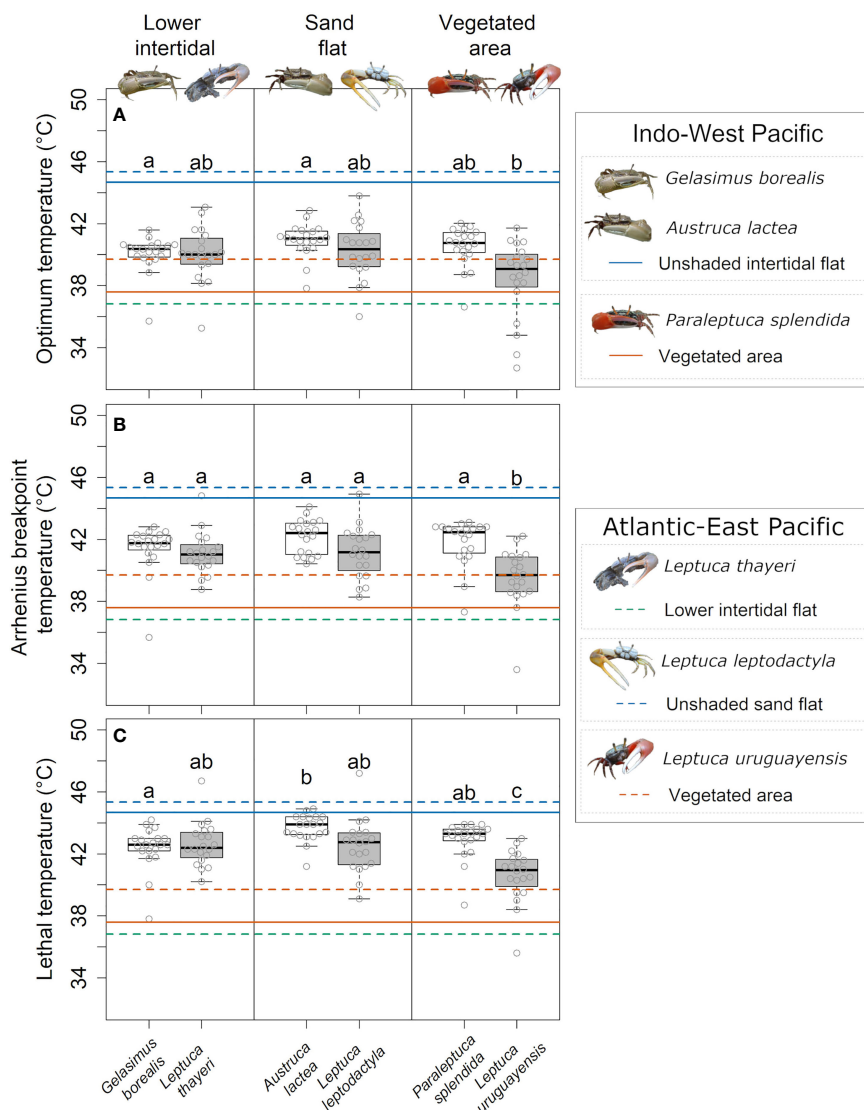 Lower
intertidal
Sand
flat
Vegetated
area
A
Optimum temperature (°C)
50
46
42
38
34
a
ab
a
ab
ab
b
B
Arrhenius breakpoint
temperature (°C)
50
46
42
38
34
a
a
a
a
a
b
C
Lethal temperature (°C)
50
46
42
38
34
a
ab
b
ab
ab
c
Gelasimus
borealis
Leptuca
thayeri
Austruca
lactea
Leptuca
leptodactyla
Paraleptuca
splendida
Leptuca
uruguayensis
Indo-West Pacific
Gelasimus borealis
Austruca lactea
Unshaded intertidal flat
Paraleptuca splendida
Vegetated area
Atlantic-East Pacific
Leptuca thayeri
Lower intertidal flat
Leptuca leptodactyla
Unshaded sand flat
Leptuca uruguayensis
Vegetated area